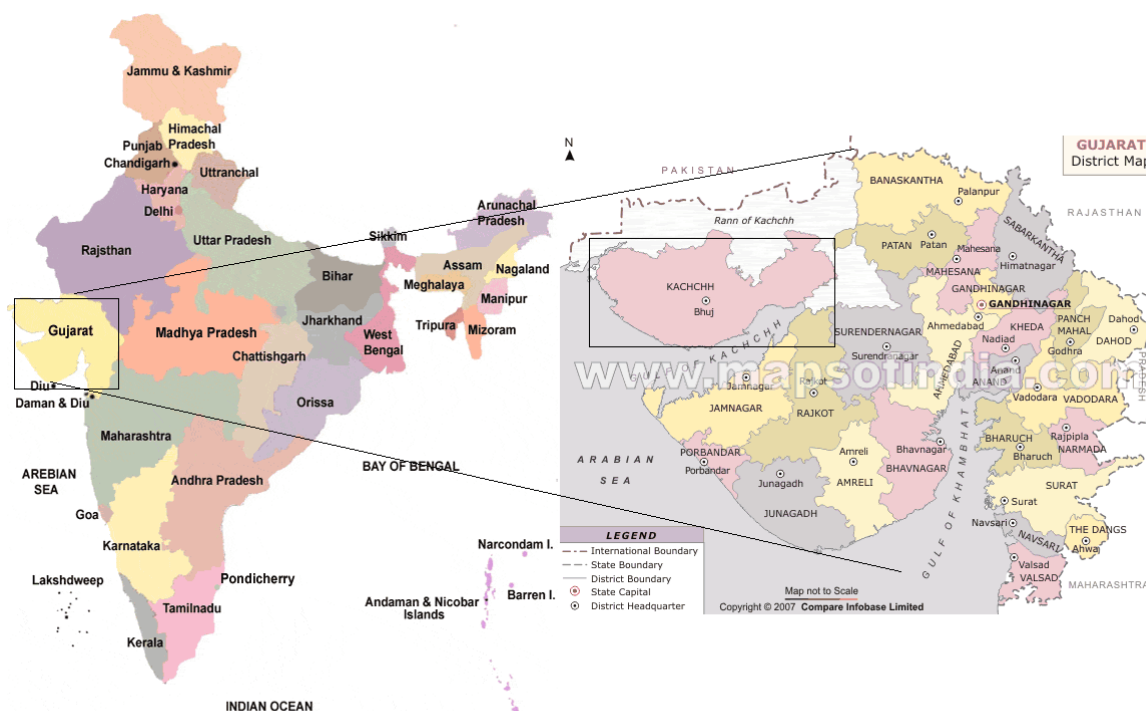 Jammu & Kashmir
Himachal
Pradesh
Punjab
Chandigarh
Uttranchal
Haryana
Delhi
Rajsthan
Uttar Pradesh
Sikkim
Arunachal
Pradesh
Assam
Nagaland
Bihar
Meghalaya
Manipur
Gujarat
Madhya Pradesh
Jharkhand
West
Bengal
Tripura
Mizoram
Chattishgarh
Diu
Daman & Diu
Orissa
Maharashtra
BAY OF BENGAL
AREBIAN
SEA
Andhra Pradesh
Goa
Karnataka
Narcondam I.
Lakshdweep
Pondicherry
Barren I.
Tamilnadu
Andaman & Nicobar
Islands
Kerala
INDIAN OCEAN
N
GUJARAT
District Map
PAKISTAN
BANASKANTHA
Palanpur
RAJASTHAN
Rann of Kachchh
SABARKANTHA
PATAN
Patan
Mahesana
Himatnagar
MAHESANA
KACHCHH
GANDHINAGAR
GANDHINAGAR
Bhuj
Ahmedabad
KHEDA
PANCH
MAHAL
Dahod
DAHOD
SURENDERNAGAR
Nadiad
Godhra
Surendranagar
GULF OF KACHCHH
AHMEDABAD
Anand
ANAND
PRADESH
www.mapsofindia.com
Jamnagar
Rajkot
Vadodara
VADODARA
JAMNAGAR
RAJKOT
Rajpipla
BHARUCH
Bhavnagar
PORBANDAR
Amreli
Bharuch
NARMADA
ARABIAN
SEA
Porbandar
BHAVNAGAR
Junagadh
AMRELI
SURAT
Surat
JUNAGADH
GULF OF KHAMBHAT
Navsari
THE DANGS
NAVSARI
Ahwa
LEGEND
International Boundary
State Boundary
District Boundary
State Capital
District Headquarter
Valsad
VALSAD
MAHARASHTRA
Map not to Scale
Copyright © 2007 Compare Infobase Limited